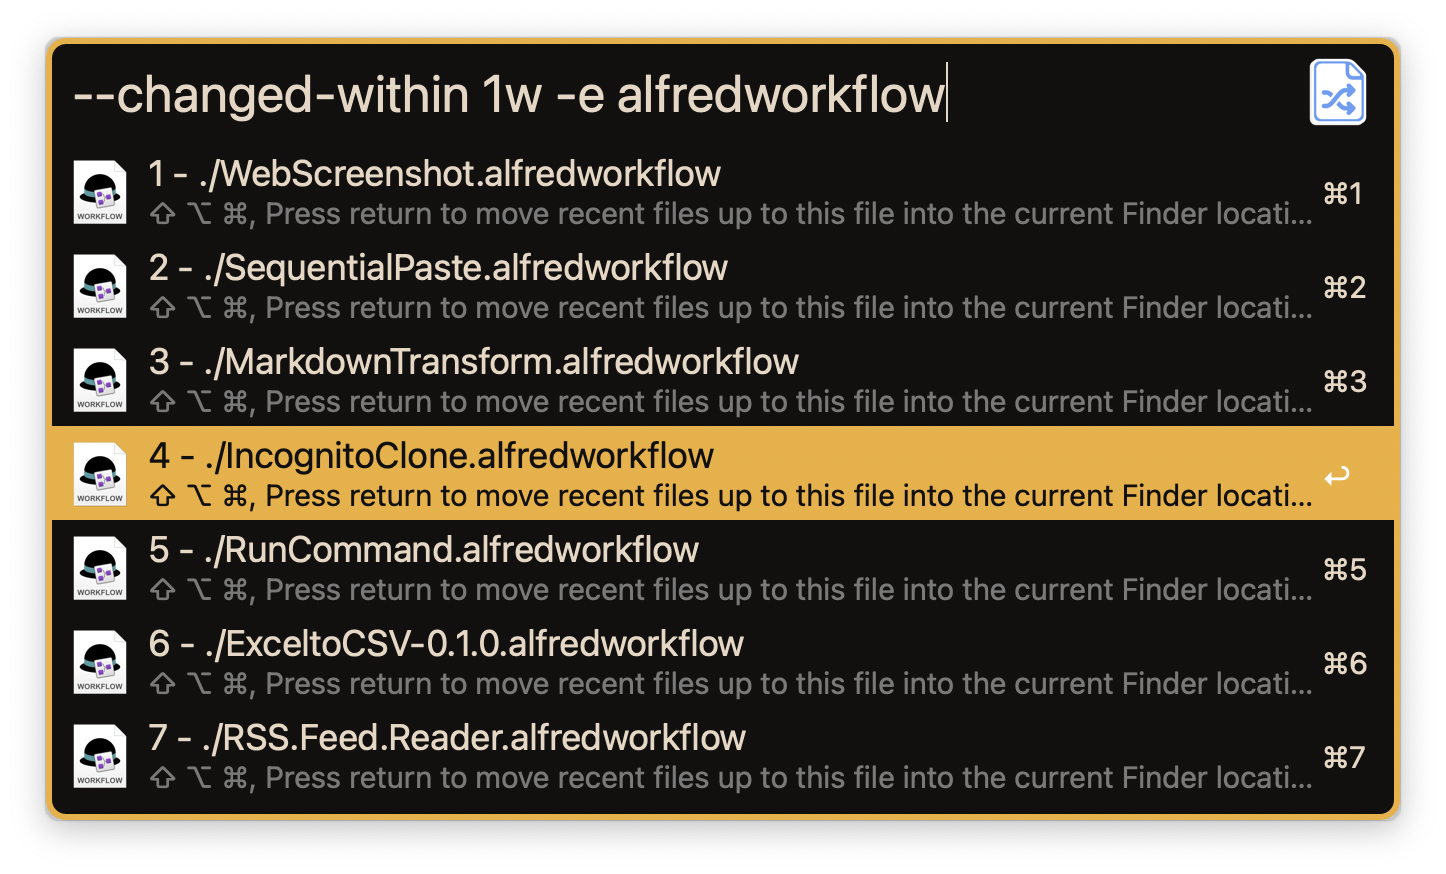 --changed-within 1w -e alfredworkflow
1 - ./WebScreenshot.alfredworkflow
⇧ ⌥ ⌘, Press return to move recent files up to this file into the current Finder locati...
⌘1
WORKFLOW
2 - ./SequentialPaste.alfredworkflow
⇧ ⌥ ⌘, Press return to move recent files up to this file into the current Finder locati...
⌘2
WORKFLOW
3 - ./MarkdownTransform.alfredworkflow
⇧ ⌥ ⌘, Press return to move recent files up to this file into the current Finder locati...
⌘3
WORKFLOW
4 - ./IncognitoClone.alfredworkflow
⇧ ⌥ ⌘, Press return to move recent files up to this file into the current Finder locati...
↩
WORKFLOW
5 - ./RunCommand.alfredworkflow
⇧ ⌥ ⌘, Press return to move recent files up to this file into the current Finder locati...
⌘5
WORKFLOW
6 - ./ExceltoCSV-0.1.0.alfredworkflow
⇧ ⌥ ⌘, Press return to move recent files up to this file into the current Finder locati...
⌘6
WORKFLOW
7 - ./RSS.Feed.Reader.alfredworkflow
⇧ ⌥ ⌘, Press return to move recent files up to this file into the current Finder locati...
⌘7
WORKFLOW